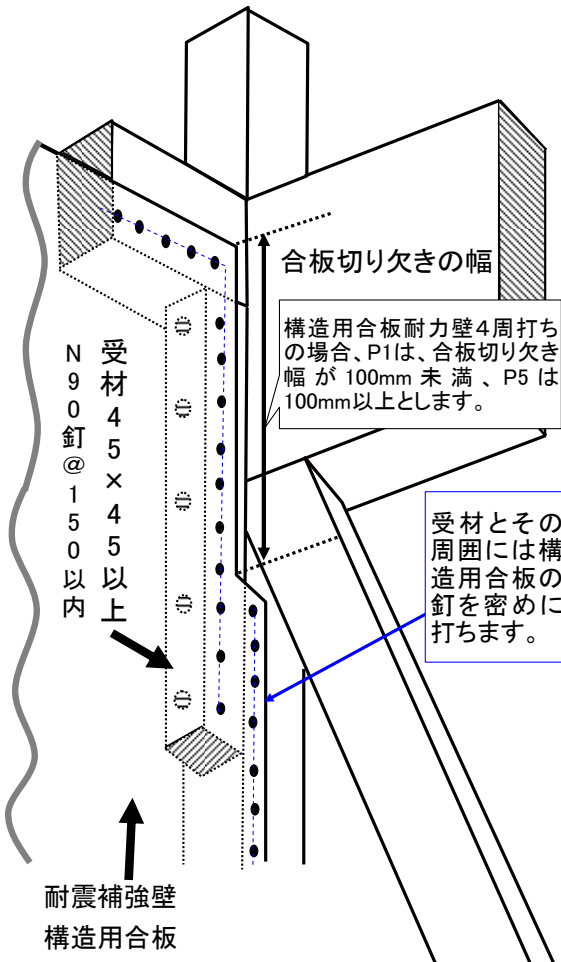 合板切り欠きの幅
構造用合板耐力壁4周打ち
の場合、P1は、合板切り欠き
幅が100mm未満、P5は
100mm以上とします。
受材45×45以上
N90釘@150以内
受材とその
周囲には構
造用合板の
釘を密めに
打ちます。
耐震補強壁
構造用合板